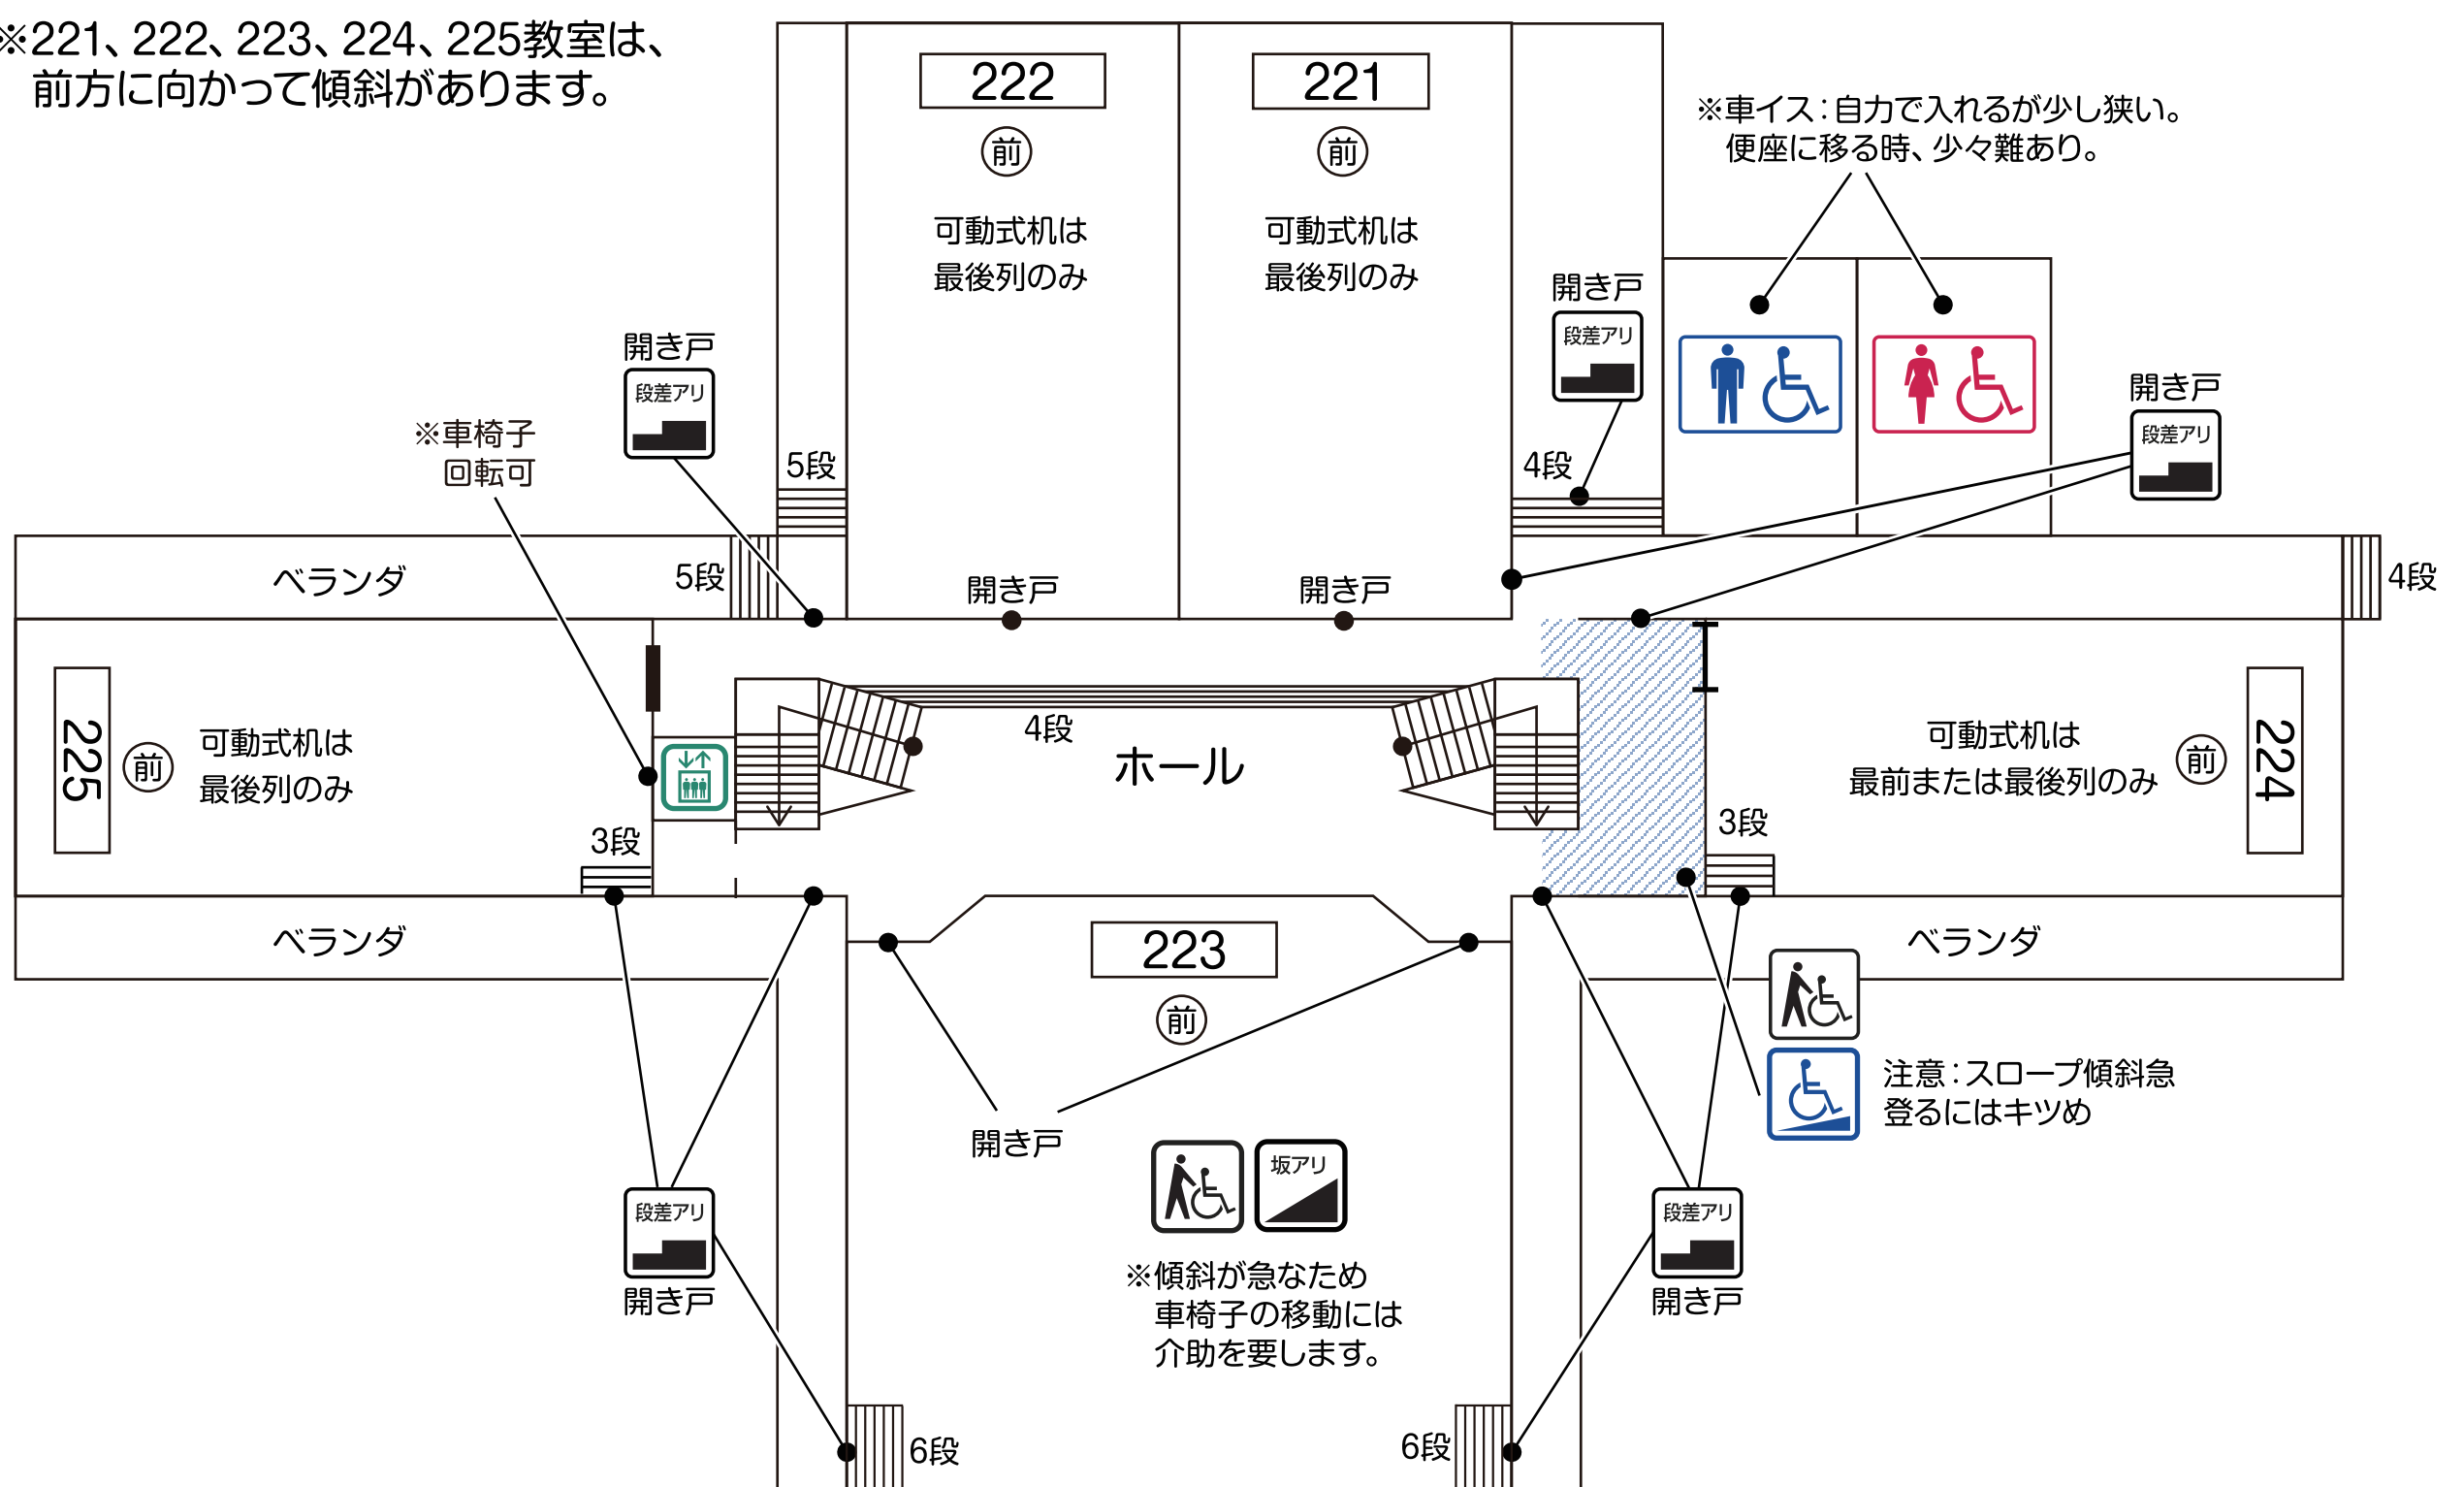 ※221、222、223、224、225教室は、
前方に向かって傾斜があります。
222
前
可動式机は
最後列のみ
221
前
可動式机は
最後列のみ
※車イス：自力で入れるが少し狭い。
便座に移る時、少々難あり。
開き戸
段差アリ
開き戸
段差アリ
開き戸
段差アリ
※車椅子
回転可
5段
4段
ベランダ
5段
開き戸
開き戸
4段
225
前
可動式机は
最後列のみ
3段
4段
ホール
可動式机は
最前または最後列のみ
前
224
3段
ベランダ
223
前
ベランダ
注意：スロープ傾斜急
登るにはキツめ
開き戸
坂アリ
段差アリ
開き戸
段差アリ
開き戸
※傾斜が急なため
車椅子の移動には
介助を要します。
6段
6段